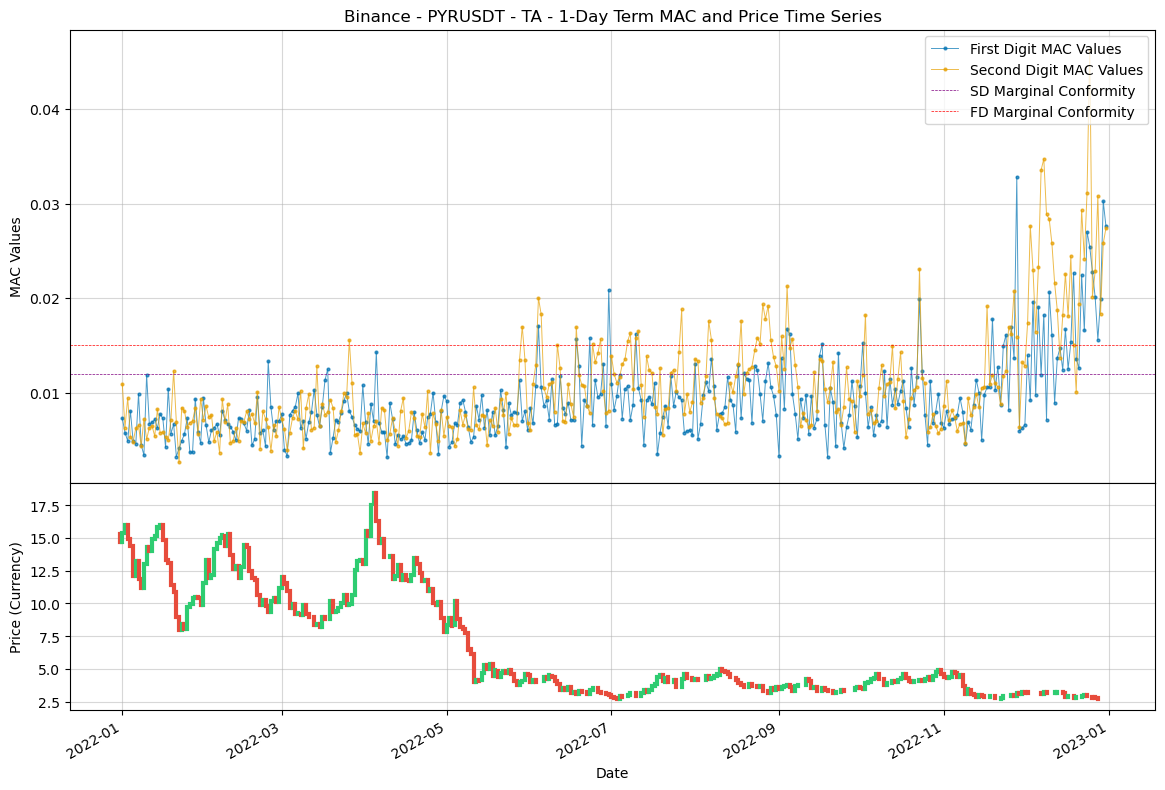 Binance - PYRUSDT - TA - 1-Day Term MAC and Price Time Series
First Digit MAC Values
Second Digit MAC Values
SD Marginal Conformity
FD Marginal Conformity
MAC Values
0.04
0.03
0.02
0.01
Price (Currency)
17.5
15.0
12.5
10.0
7.5
5.0
2.5
2022-01
2022-03
2022-05
2022-07
2022-09
2022-11
2023-01
Date